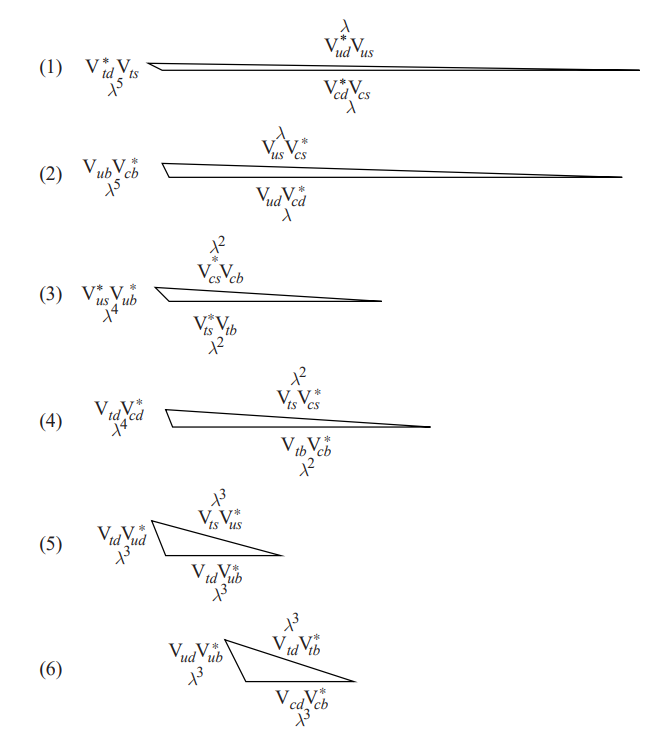 λ
V*udVus
(1) V*tdVts
λ5
V*cdVcs
λ
λ
VusV*cs
(2) VubV*cb
λ5
VudV*cd
λ
λ2
V*csVcb
(3) V*usVub*
λ4
V*tsVtb
λ2
λ2
VtsV*cs
(4) VtdV*cd
λ4
VtbV*cb
λ2
λ3
VtsV*us
(5) VtdV*ud
λ3
VtdV*ub
λ3
λ3
VtdV*tb
(6) VudV*ub
λ3
VcdV*cb
λ3